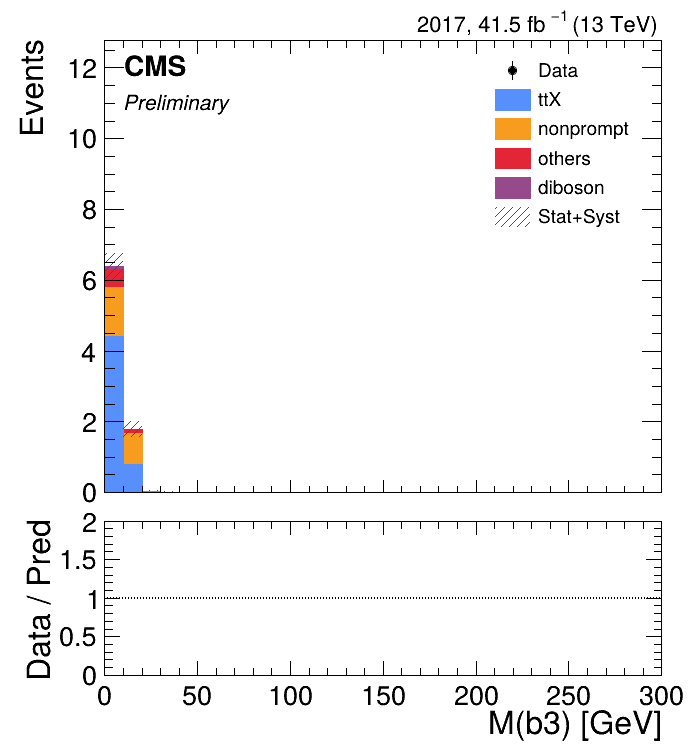 2017, 41.5 fb⁻¹ (13 TeV)
Events
CMS
Preliminary
Data
ttX
nonprompt
others
diboson
Stat+Syst
12
10
8
6
4
2
0
Data / Pred
2
1.5
1
0.5
0
0 50 100 150 200 250 300
M(b3) [GeV]